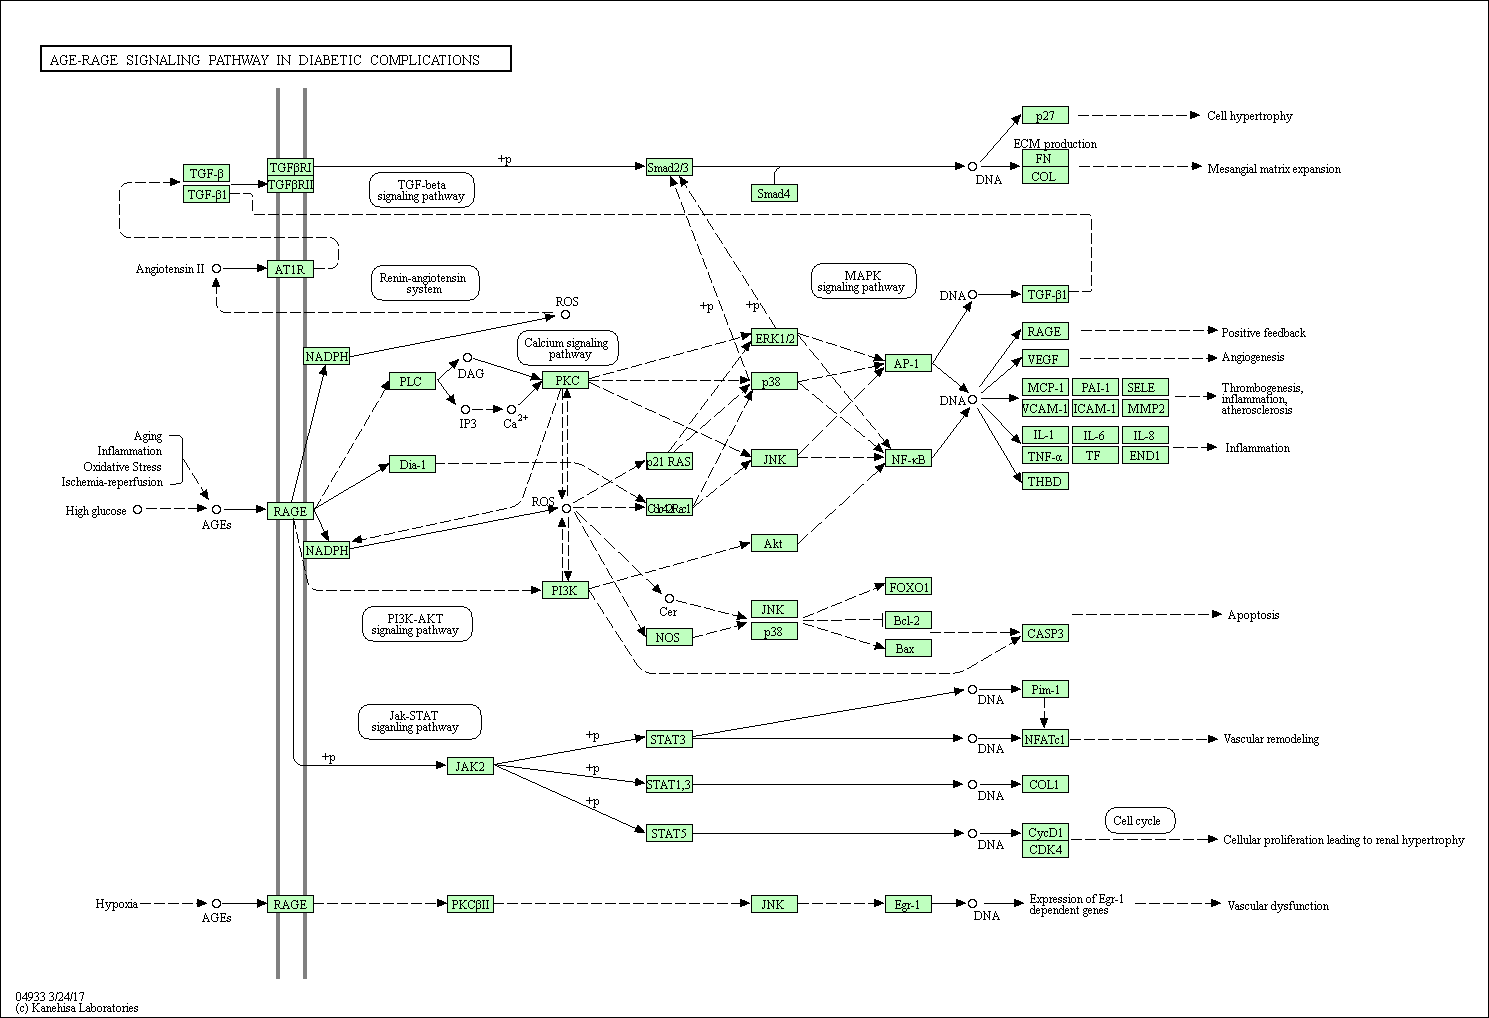 AGE-RAGE SIGNALING PATHWAY IN DIABETIC COMPLICATIONS
p27
Cell hypertrophy
ECM production
FN
COL
Mesangial matrix expansion
DNA
TGF-β
TGF-β1
TGFβRI
TGFβRII
+p
TGF-beta
signaling pathway
Smad2/3
Smad4
Angiotensin II
AT1R
Renin-angiotensin
system
MAPK
signaling pathway
+p
+p
DNA
TGF-β1
ROS
NADPH
Calcium signaling
pathway
PLC
DAG
IP3
Ca2+
PKC
ERK1/2
p38
AP-1
RAGE
Positive feedback
VEGF
Angiogenesis
DNA
MCP-1
PAI-1
SELE
VCAM-1
ICAM-1
MMP2
Thrombogenesis,
inflammation,
atherosclerosis
IL-1
IL-6
IL-8
TNF-α
TF
END1
Inflammation
THBD
Aging
Inflammation
Oxidative Stress
Ischemia-reperfusion
Dia-1
p21 RAS
JNK
NF-κB
High glucose
AGEs
RAGE
ROS
NADPH
Akt
PI3K
PI3K-AKT
signaling pathway
Cer
NOS
JNK
p38
FOXO1
Bcl-2
Bax
CASP3
Apoptosis
Jak-STAT
siganling pathway
+p
JAK2
+p
STAT3
DNA
Pim-1
DNA
NFATc1
Vascular remodeling
+p
STAT1,3
DNA
COL1
+p
STAT5
DNA
CycD1
CDK4
Cell cycle
Cellular proliferation leading to renal hypertrophy
Hypoxia
AGEs
RAGE
PKCβII
JNK
Egr-1
DNA
Expression of Egr-1
dependent genes
Vascular dysfunction
04933 3/24/17
(c) Kanehisa Laboratories